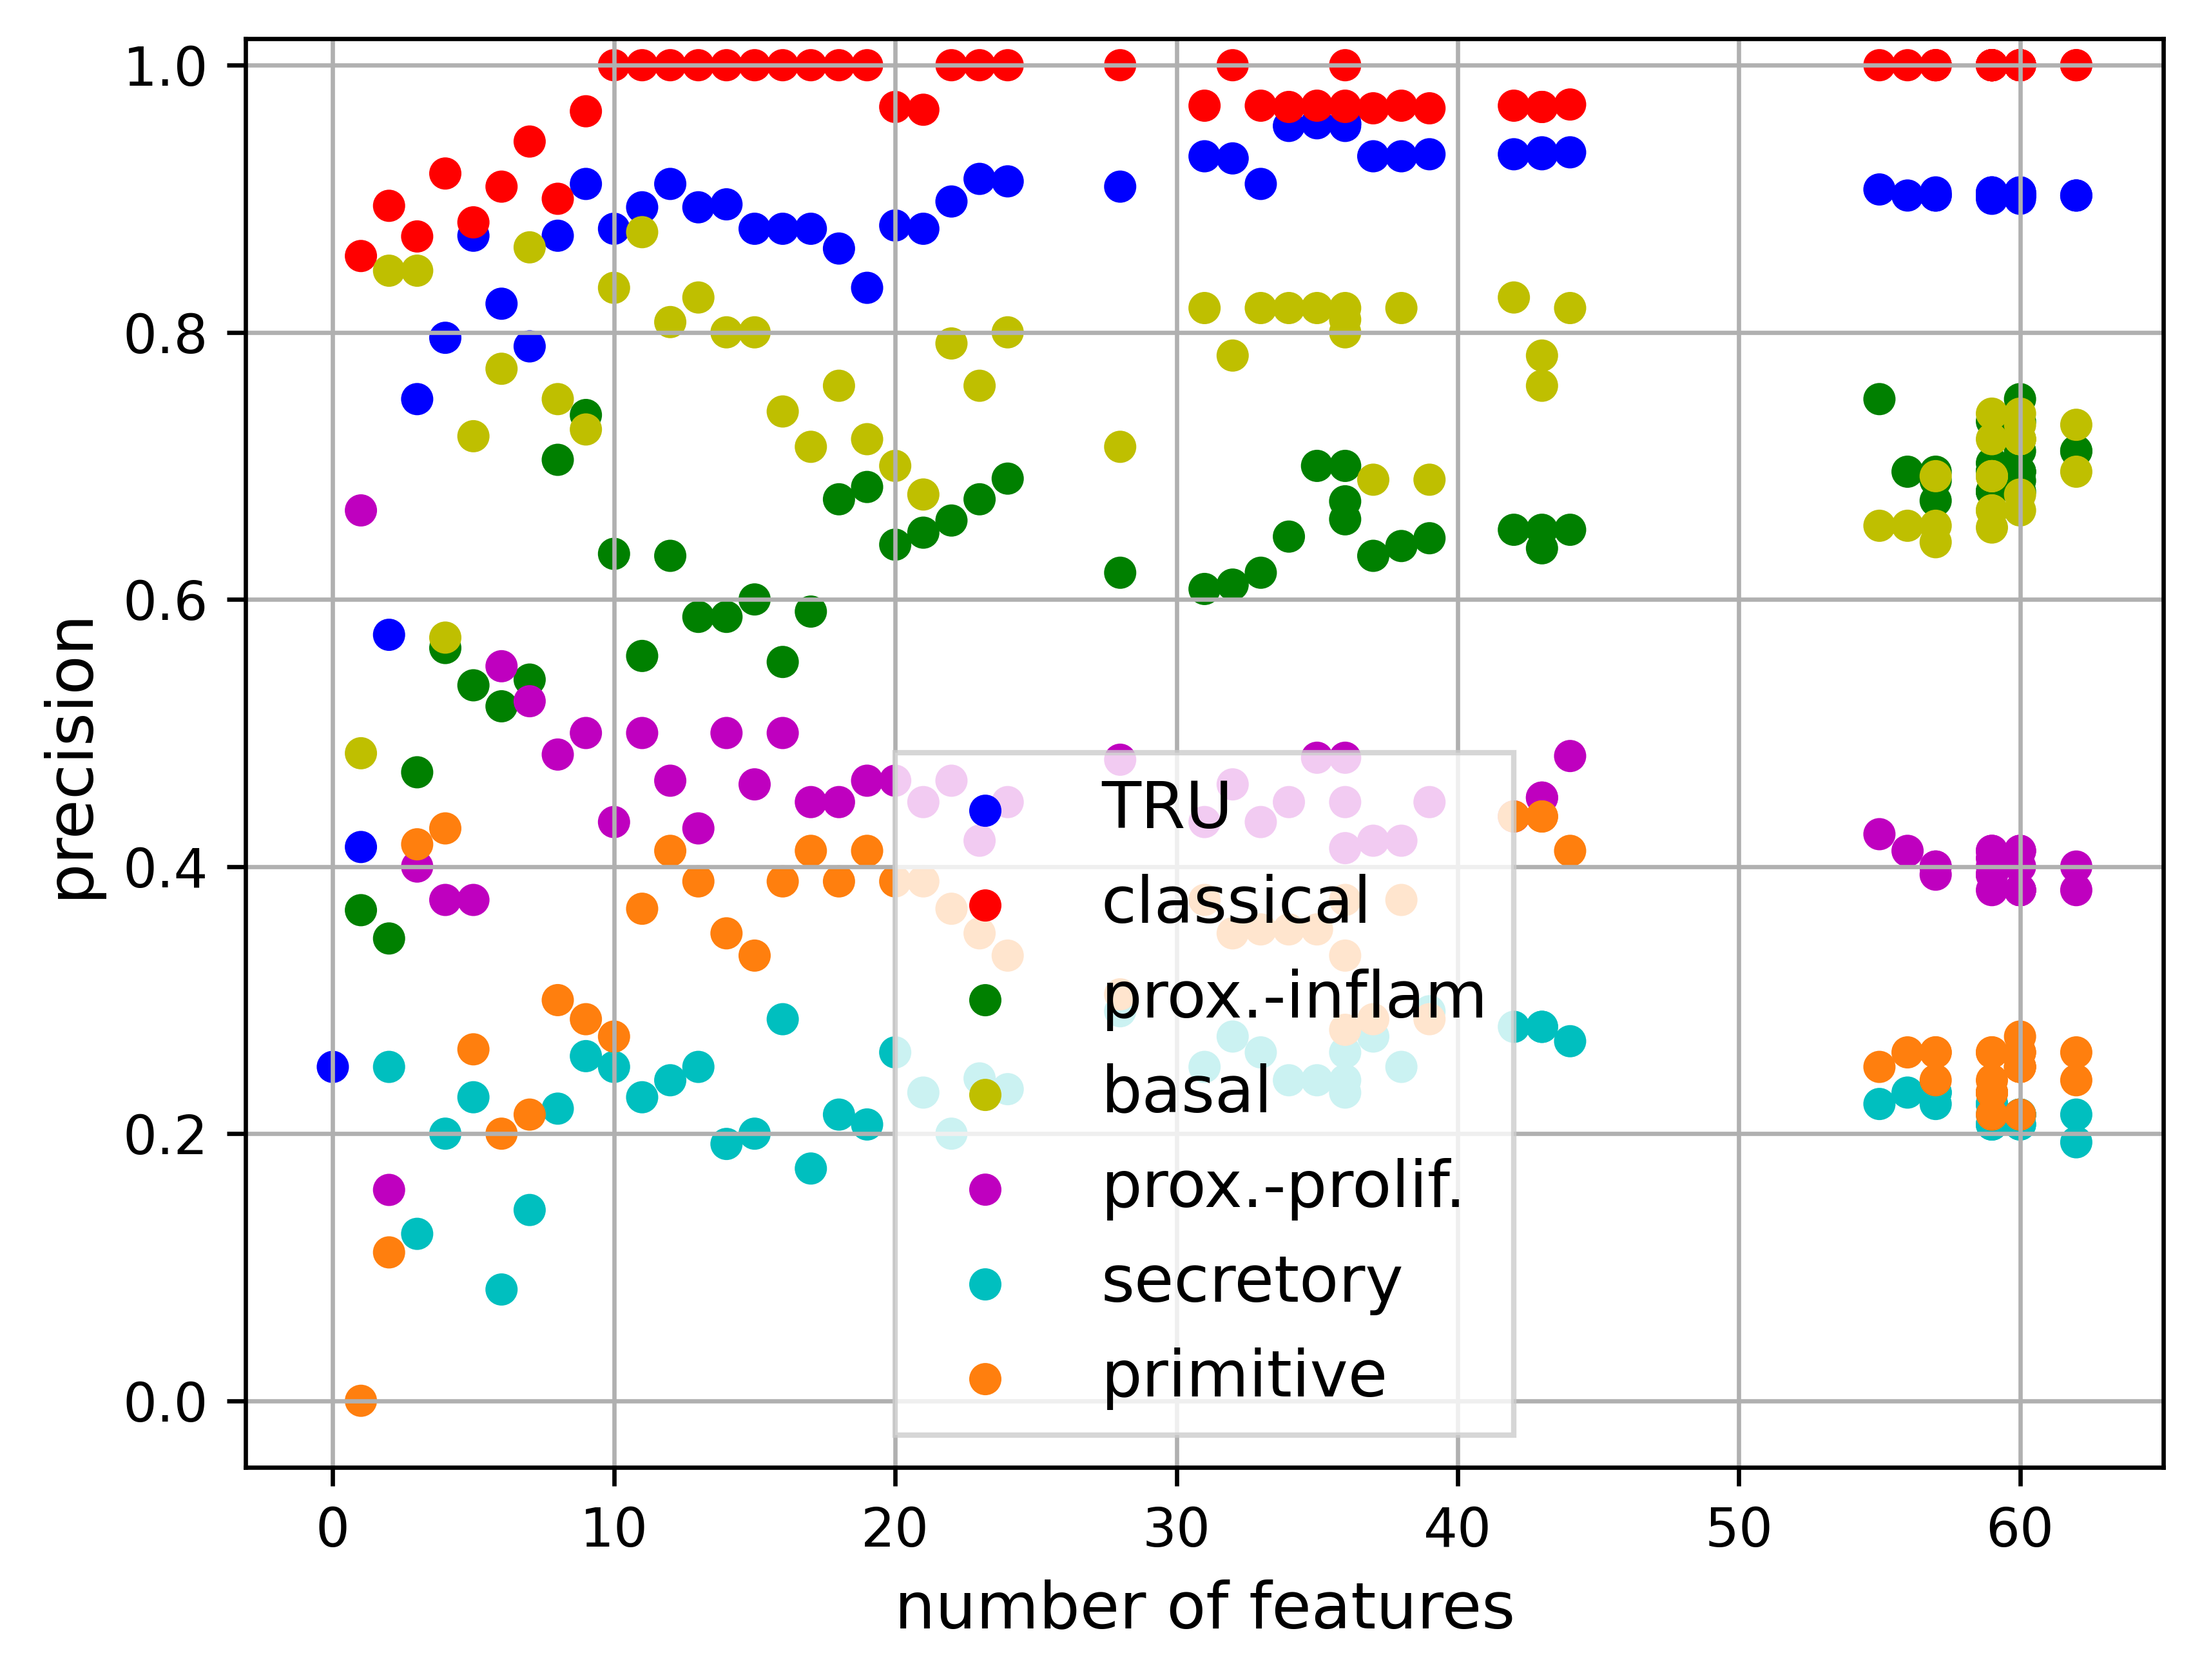 1.0
0.8
0.6
0.4
0.2
0.0
precision
TRU
classical
prox.-inflam
basal
prox.-prolif.
secretory
primitive
0 10 20 30 40 50 60
number of features